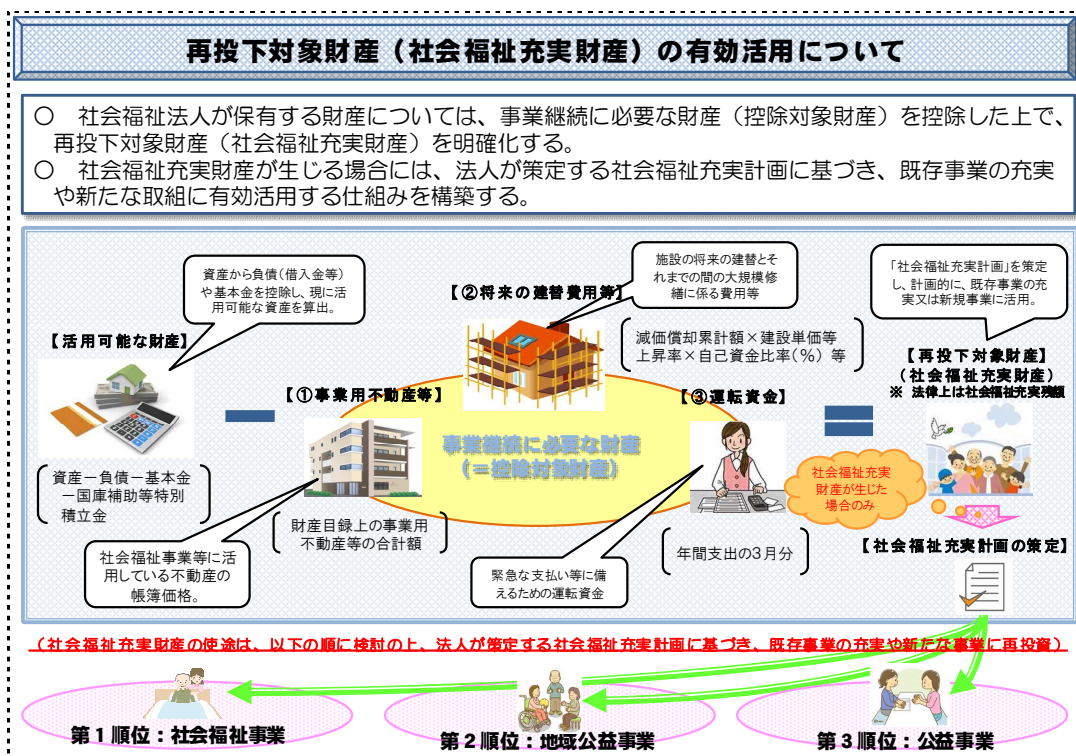 再投下対象財産（社会福祉充実財産）の有効活用について
○　社会福祉法人が保有する財産については、事業継続に必要な財産（控除対象財産）を控除した上で、
再投下対象財産（社会福祉充実財産）を明確化する。
○　社会福祉充実財産が生じる場合には、法人が策定する社会福祉充実計画に基づき、既存事業の充実
や新たな取組に有効活用する仕組みを構築する。
資産から負債（借入金等）
や基本金を控除し、現に活
用可能な資産を算出。
【活用可能な財産】
資産－負債－基本金
－国庫補助等特別
積立金
【①事業用不動産等】
財産目録上の事業用
不動産等の合計額
社会福祉事業等に活
用している不動産の
帳簿価格。
【②将来の建替費用等】
施設の将来の建替とそ
れまでの間の大規模修
繕に係る費用等
減価償却累計額×建設単価等
上昇率×自己資金比率（％）等
事業継続に必要な財産
（＝控除対象財産）
【③運転資金】
年間支出の３月分
緊急な支払い等に備
えるための運転資金
「社会福祉充実計画」を策定
し、計画的に、既存事業の充
実又は新規事業に活用。
【再投下対象財産】
（社会福祉充実財産）
※　法律上は社会福祉充実残額
社会福祉充実
財産が生じた
場合のみ
【社会福祉充実計画の策定】
（社会福祉充実財産の使途は、以下の順に検討の上、法人が策定する社会福祉充実計画に基づき、既存事業の充実や新たな事業に再投資）
第１順位：社会福祉事業
第２順位：地域公益事業
第３順位：公益事業